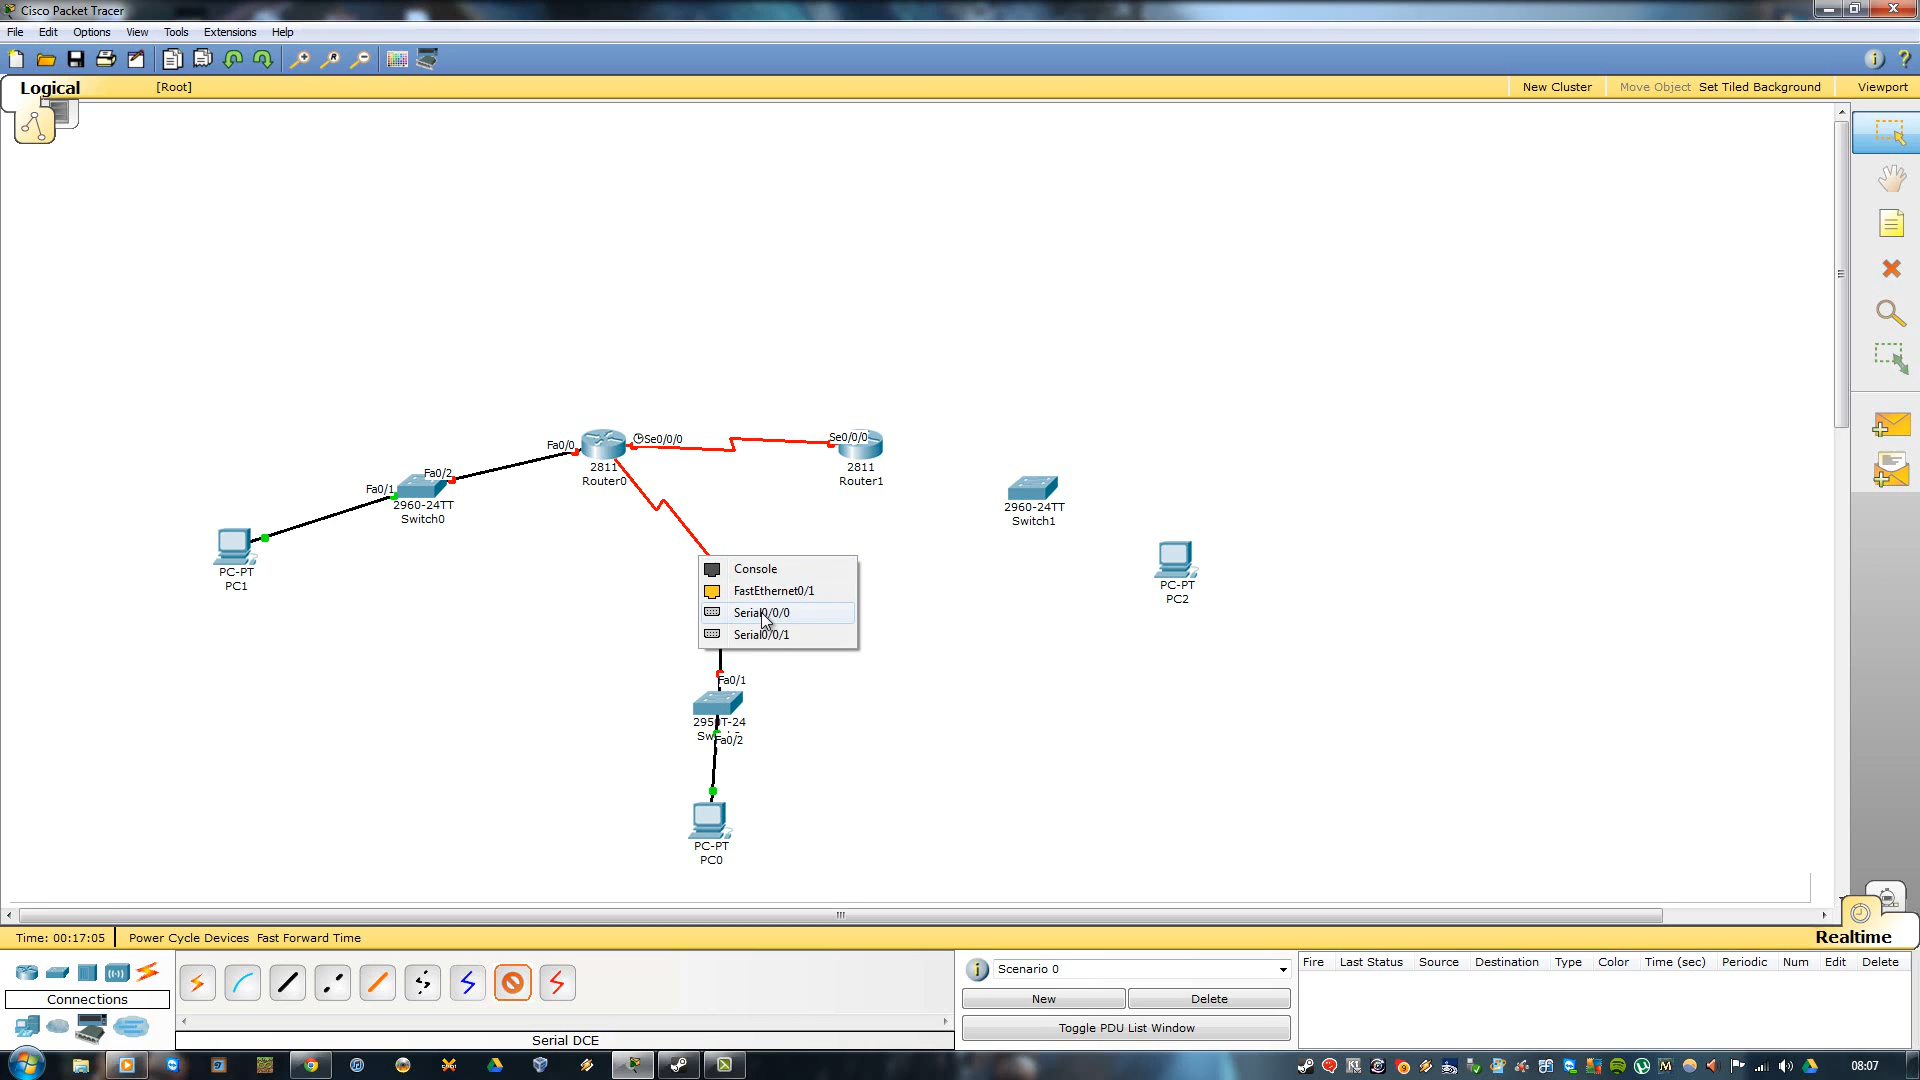 Cisco Packet Tracer
File Edit Options View Tools Extensions Help
Logical [Root] New Cluster Move Object Set Tiled Background Viewport
Fa0/0
Se0/0/0
Se0/0/0
2811
Router0
2811
Router1
Fa0/2
Fa0/1
2960-24TT
Switch0
2960-24TT
Switch1
PC-PT
PC1
PC-PT
PC2
Console
FastEthernet0/1
Serial0/0/0
Serial0/0/1
Fa0/1
Fa0/2
PC-PT
PC0
Time: 00:17:05 Power Cycle Devices Fast Forward Time
Realtime
Connections
Serial DCE
Scenario 0
New Delete
Toggle PDU List Window
Fire Last Status Source Destination Type Color Time (sec) Periodic Num Edit Delete
08:07